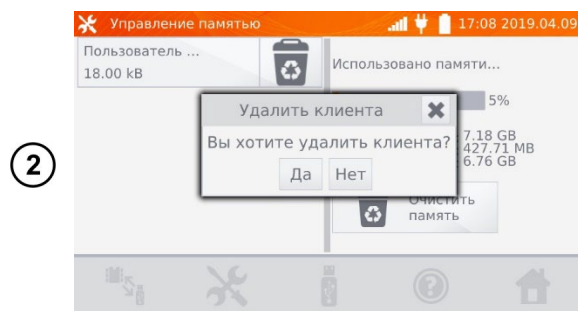 Управление памятью
17:08 2019.04.09
Пользователь ...
18.00 kB
Использовано памяти...
5%
Удалить клиента
Вы хотите удалить клиента?
Да Нет
7.18 GB
427.71 MB
6.76 GB
Очистить
память
2